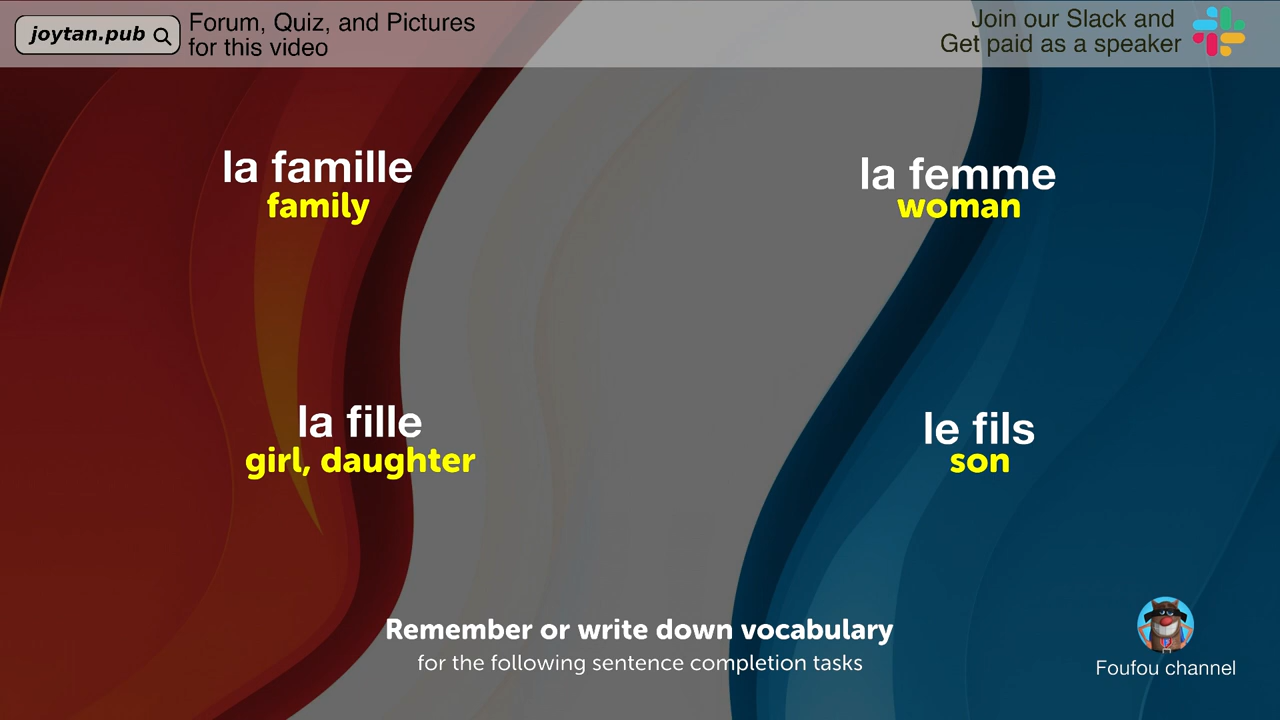 joytan.pub
Forum, Quiz, and Pictures
for this video
Join our Slack and
Get paid as a speaker
la famille
family
la femme
woman
la fille
girl, daughter
le fils
son
Remember or write down vocabulary
for the following sentence completion tasks
Foufou channel